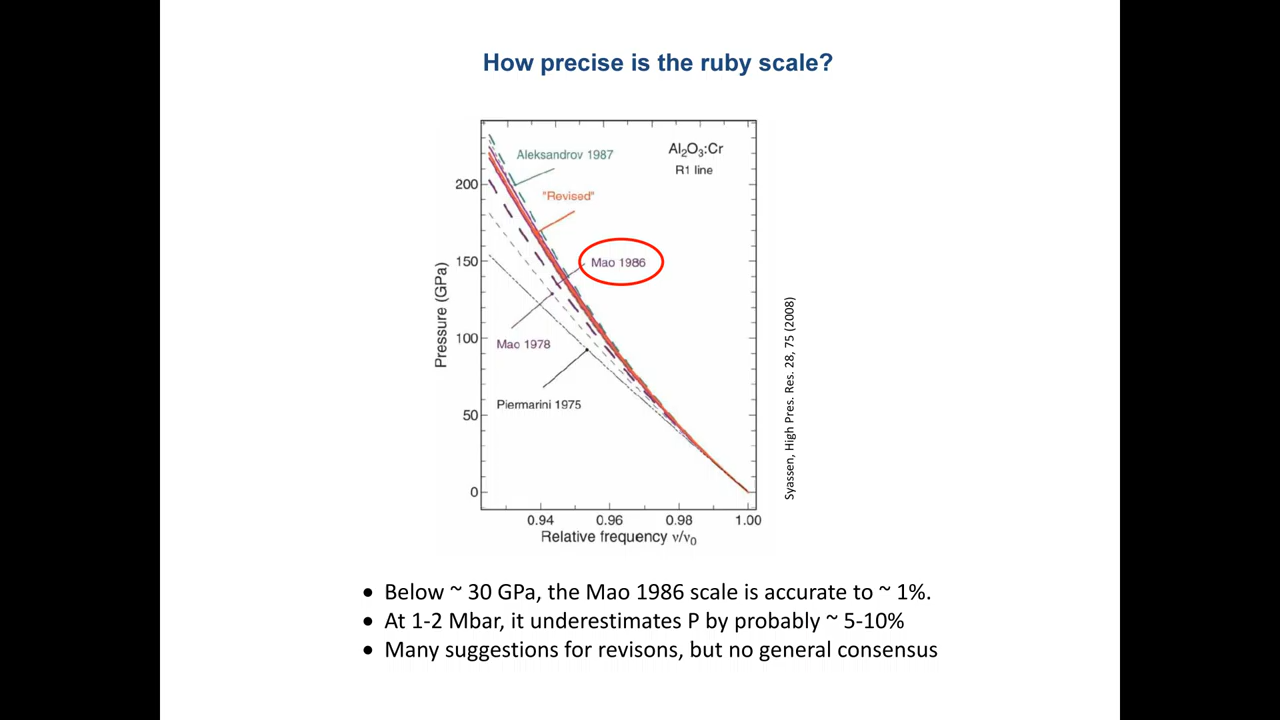 How precise is the ruby scale?
Aleksandrov 1987
Al₂O₃:Cr
R1 line
"Revised"
Mao 1986
Mao 1978
Piermarini 1975
200
150
100
50
0
Pressure (GPa)
0.94
0.96
0.98
1.00
Relative frequency ν/ν₀
Syassen, High Pres. Res. 28, 75 (2008)
• Below ~ 30 GPa, the Mao 1986 scale is accurate to ~ 1%.
• At 1-2 Mbar, it underestimates P by probably ~ 5-10%
• Many suggestions for revisons, but no general consensus